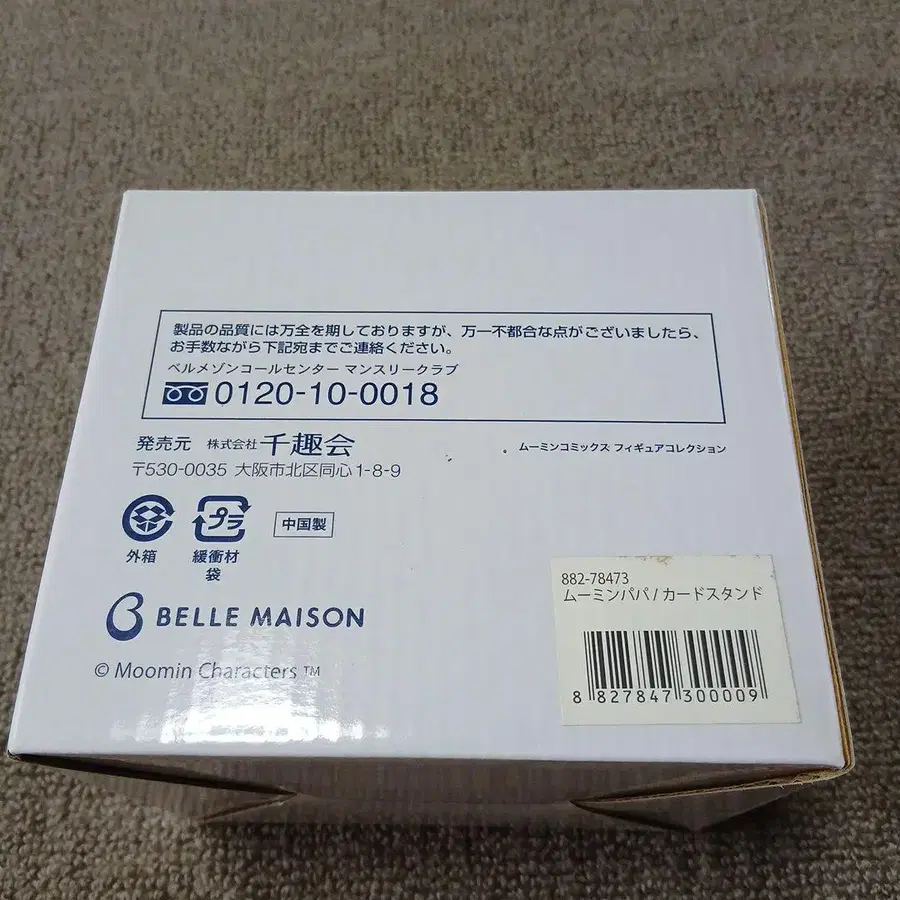 製品の品質には万全を期しておりますが、万一不都合な点がございましたら、
お手数ながら下記宛までご連絡ください。
ベルメゾンコールセンター マンスリークラブ
0120-10-0018
発売元 株式会社 千趣会
〒530-0035 大阪市北区同心1-8-9
ムーミンコミックス フィギュアコレクション
プラ
中国製
外箱
緩衝材
袋
BELLE MAISON
© Moomin Characters ™
882-78473
ムーミンパパ / カードスタンド
8 827847 300009